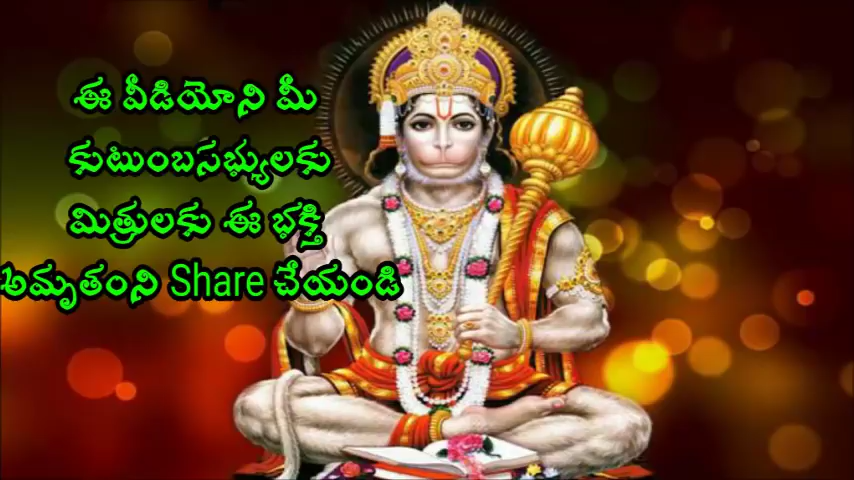 ఈ వీడియోని మీ
కుటుంబసభ్యులకు
మిత్రులకు ఈ భక్తి
అమృతంని Share చేయండి